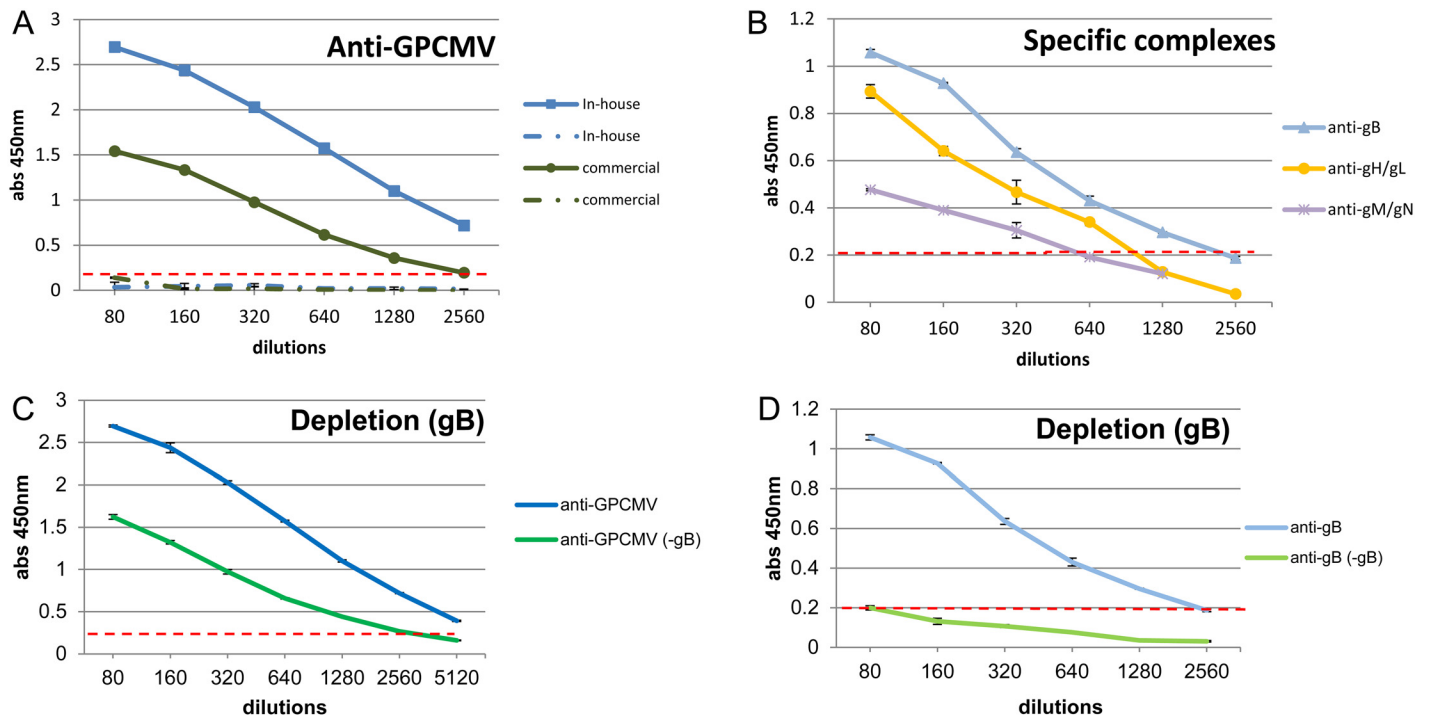 A
Anti-GPCMV
abs 450nm
3
2.5
2
1.5
1
0.5
0
80 160 320 640 1280 2560
dilutions
In-house
In-house
commercial
commercial
B
Specific complexes
abs 450nm
1.2
1
0.8
0.6
0.4
0.2
0
80 160 320 640 1280 2560
dilutions
anti-gB
anti-gH/gL
anti-gM/gN
C
Depletion (gB)
abs 450nm
3
2.5
2
1.5
1
0.5
0
80 160 320 640 1280 2560 5120
dilutions
anti-GPCMV
anti-GPCMV (-gB)
D
Depletion (gB)
abs 450nm
1.2
1
0.8
0.6
0.4
0.2
0
80 160 320 640 1280 2560
dilutions
anti-gB
anti-gB (-gB)